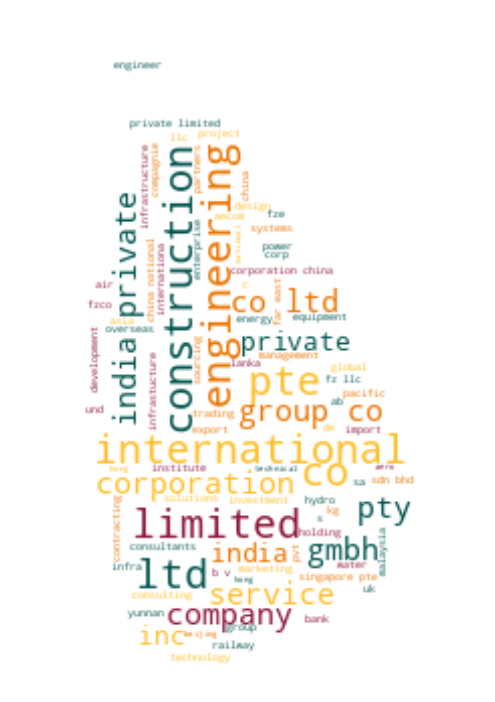 engineer
private limited
llc
project
infrastructure
compagnie
construction
partners
engineering
china
india private
design
aecom
fze
enterprise
systems
power
corp
china national
international
corporation china
air
fzco
c
far east
co ltd
asia
overseas
energy
equipment
private
development
infrastucture
sourcing
lanka
management
pte
global
fz llc
pacific
und
ab
trading
group co
export
de
import
international
hong
institute
technical
co
aero
corporation
sa
sdn bhd
solutions
investment
hydro
pty
contracting
limited
kg
s
holding
consultants
india
pvt
gmbh
malaysia
infra
ltd
b v
marketing
water
singapore pte
hong
uk
consulting
service
yunnan
company
bank
group
inc
beijing
railway
technology